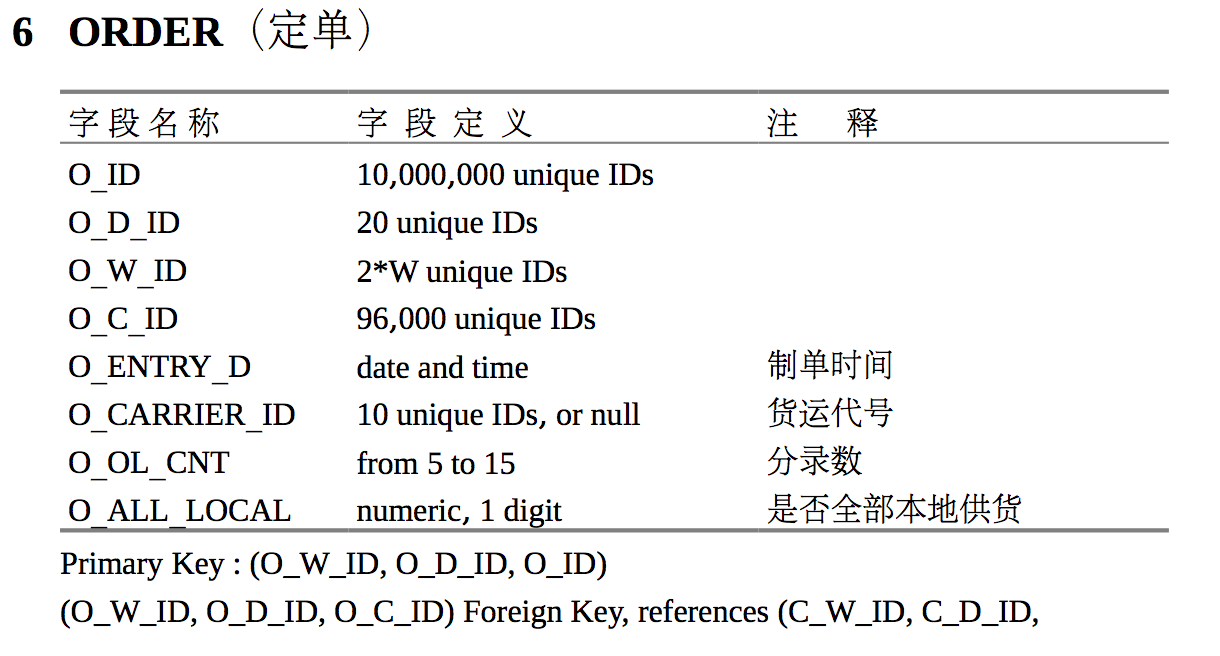 6 ORDER（定单）
字段名称 字段定义 注 释
O_ID 10,000,000 unique IDs
O_D_ID 20 unique IDs
O_W_ID 2*W unique IDs
O_C_ID 96,000 unique IDs
O_ENTRY_D date and time 制单时间
O_CARRIER_ID 10 unique IDs, or null 货运代号
O_OL_CNT from 5 to 15 分录数
O_ALL_LOCAL numeric, 1 digit 是否全部本地供货
Primary Key : (O_W_ID, O_D_ID, O_ID)
(O_W_ID, O_D_ID, O_C_ID) Foreign Key, references (C_W_ID, C_D_ID,